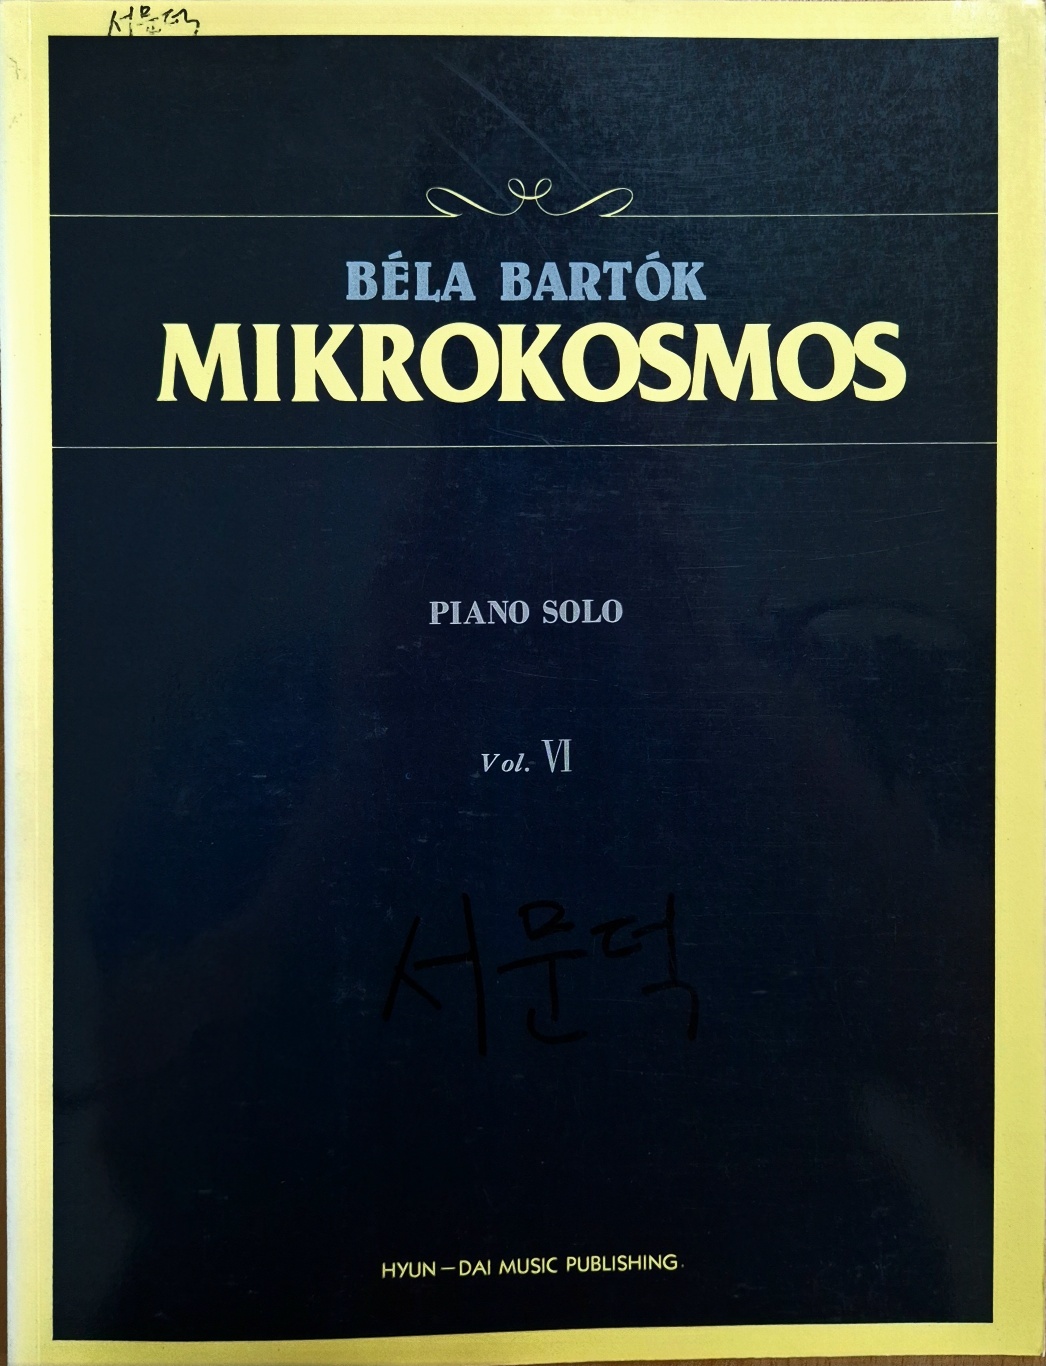 서문덕
BÉLA BARTÓK
MIKROKOSMOS
PIANO SOLO
Vol. VI
서문덕
HYUN–DAI MUSIC PUBLISHING